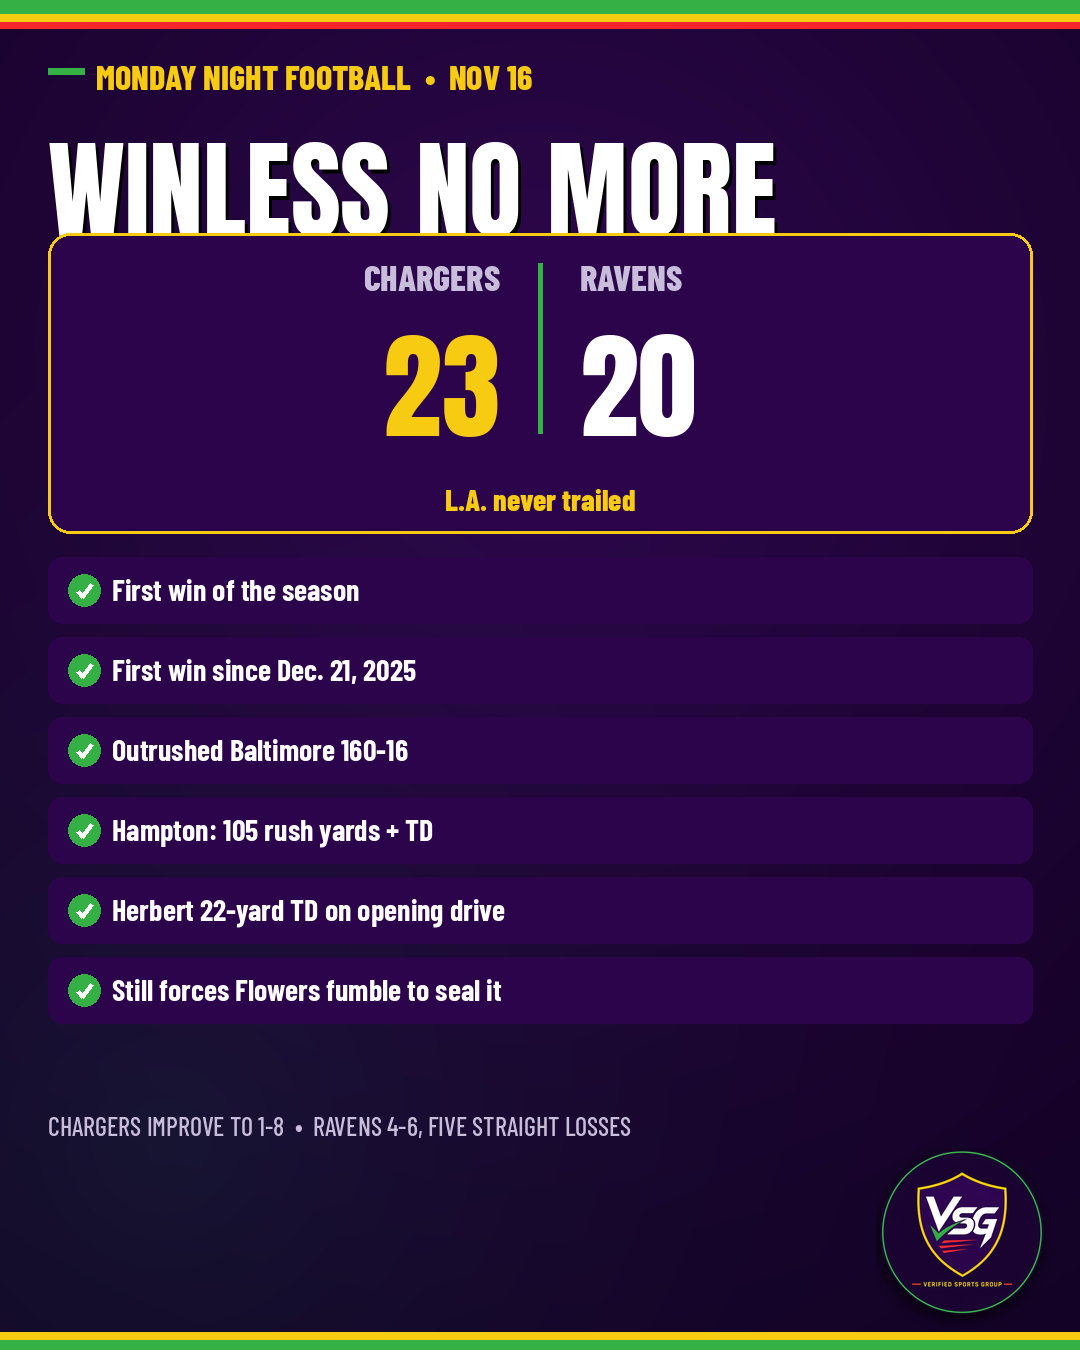 MONDAY NIGHT FOOTBALL • NOV 16
WINLESS NO MORE
CHARGERS RAVENS
23 20
L.A. never trailed
First win of the season
First win since Dec. 21, 2025
Outrushed Baltimore 160-16
Hampton: 105 rush yards + TD
Herbert 22-yard TD on opening drive
Still forces Flowers fumble to seal it
CHARGERS IMPROVE TO 1-8 • RAVENS 4-6, FIVE STRAIGHT LOSSES
VSG
VERIFIED SPORTS GROUP